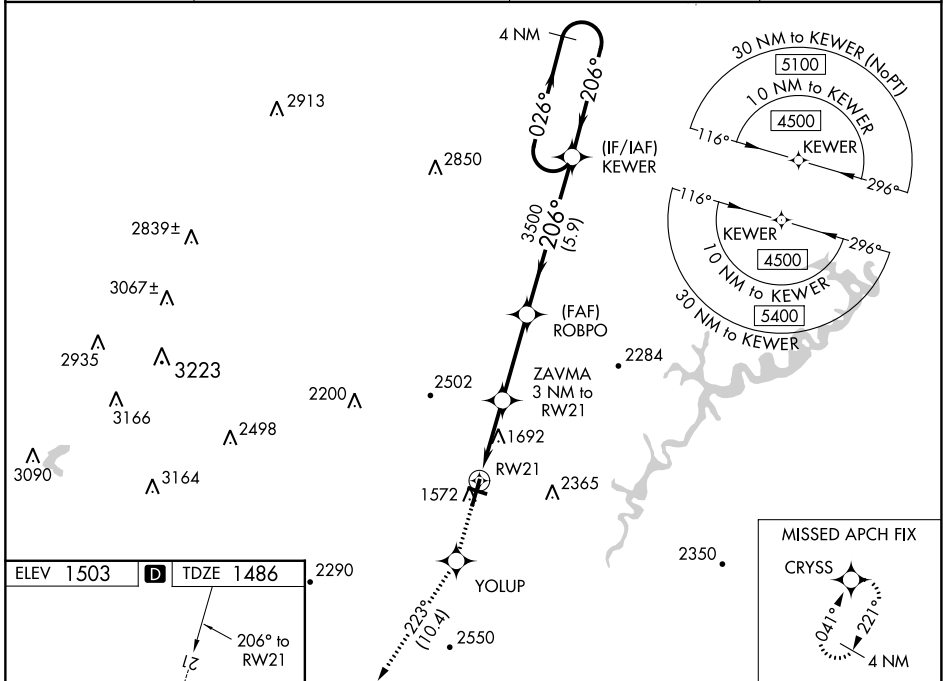 4 NM
30 NM to KEWER (NoPT)
5100
10 NM to KEWER
4500
116°
KEWER
296°
2913
026°
206°
(IF/IAF)
KEWER
2850
116°
KEWER
296°
4500
10 NM to KEWER
5400
30 NM to KEWER
3500
206°
(5.9)
2839±
3067±
(FAF)
ROBPO
2935
3223
2284
ZAVMA
3 NM to
RW21
2200
2502
3166
2498
1692
3090
3164
RW21
1572
2365
MISSED APCH FIX
CRYSS
041°
221°
4 NM
2350
ELEV 1503 D TDZE 1486
2290
YOLUP
223°
(10.4)
2550
206° to
RW21
21